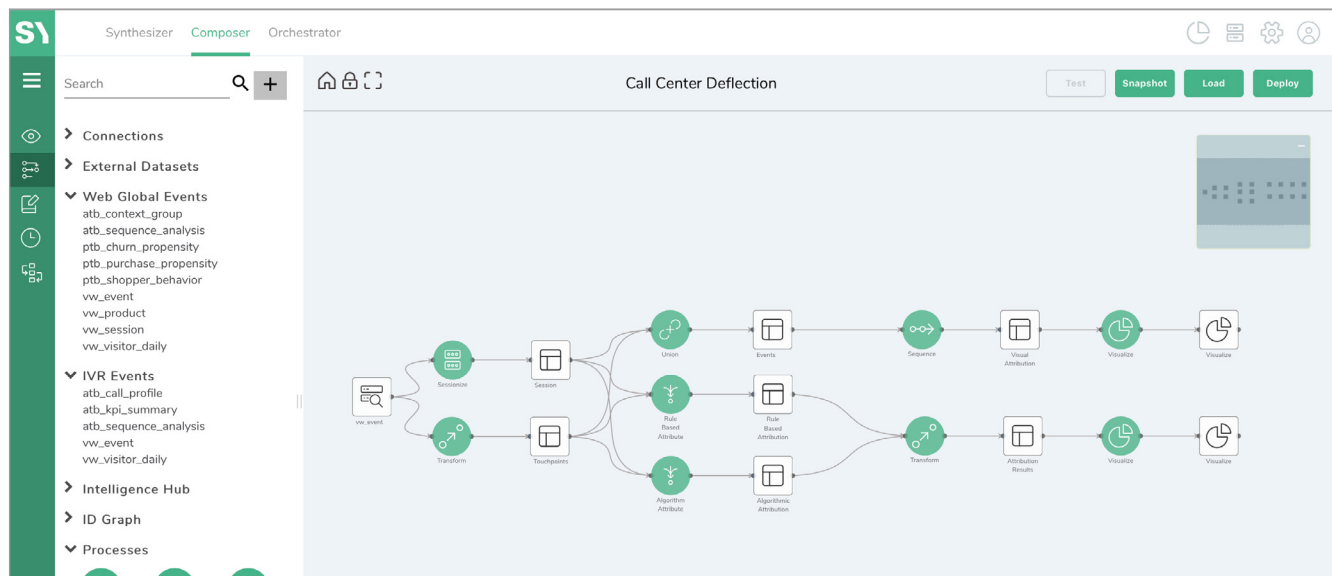 SY
Synthesizer Composer Orchestrator
Search
Call Center Deflection
Test Snapshot Load Deploy
Connections
External Datasets
Web Global Events
atb_context_group
atb_sequence_analysis
ptb_churn_propensity
ptb_purchase_propensity
ptb_shopper_behavior
vw_event
vw_product
vw_session
vw_visitor_daily
IVR Events
atb_call_profile
atb_kpi_summary
atb_sequence_analysis
vw_event
vw_visitor_daily
Intelligence Hub
ID Graph
Processes
vw_event
Sessionize
Transform
Session
Touchpoints
Union
Rule
Based
Attribute
Algorithm
Attribute
Events
Rule
Based
Attribution
Algorithmic
Attribution
Sequence
Transform
Visual
Attribution
Attribution
Results
Visualize
Visualize
Visualize
Visualize